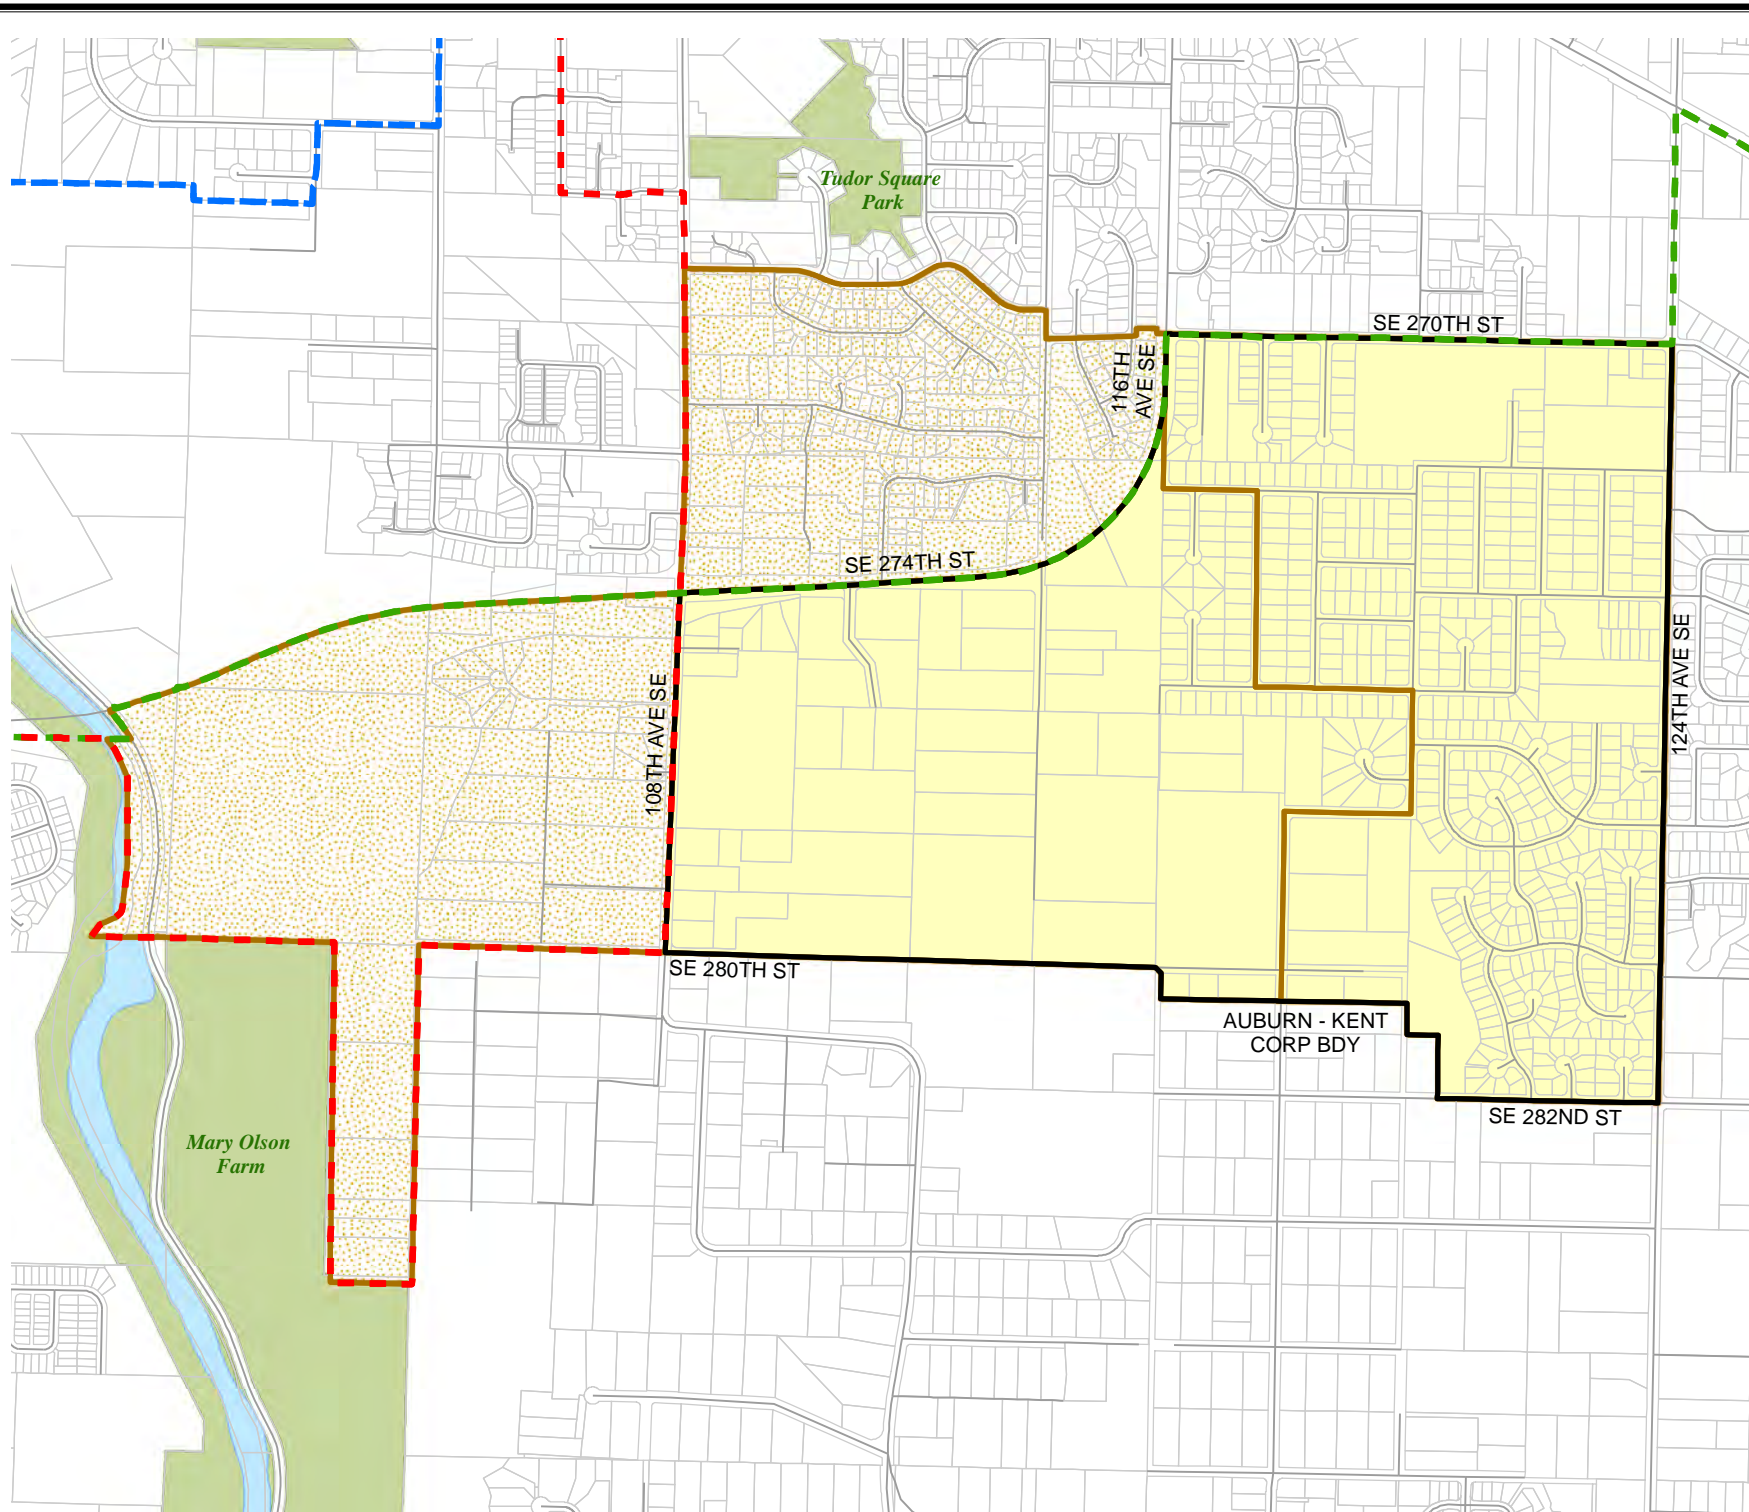 Tudor Square
Park
SE 270TH ST
116TH
AVE SE
SE 274TH ST
124TH AVE SE
108TH AVE SE
SE 280TH ST
AUBURN - KENT
CORP BDY
SE 282ND ST
Mary Olson
Farm